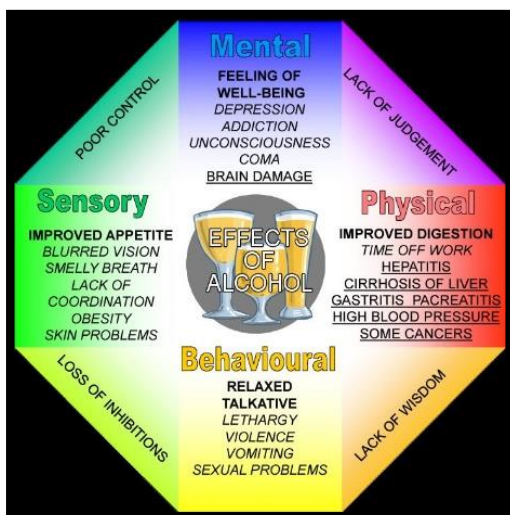 Mental
FEELING OF
WELL-BEING
DEPRESSION
ADDICTION
UNCONSCIOUSNESS
COMA
BRAIN DAMAGE
POOR CONTROL
LACK OF JUDGEMENT
Sensory
IMPROVED APPETITE
BLURRED VISION
SMELLY BREATH
LACK OF
COORDINATION
OBESITY
SKIN PROBLEMS
EFFECTS
OF
ALCOHOL
Physical
IMPROVED DIGESTION
TIME OFF WORK
HEPATITIS
CIRRHOSIS OF LIVER
GASTRITIS PACREATITIS
HIGH BLOOD PRESSURE
SOME CANCERS
Behavioural
RELAXED
TALKATIVE
LETHARGY
VIOLENCE
VOMITING
SEXUAL PROBLEMS
LOSS OF INHIBITIONS
LACK OF WISDOM